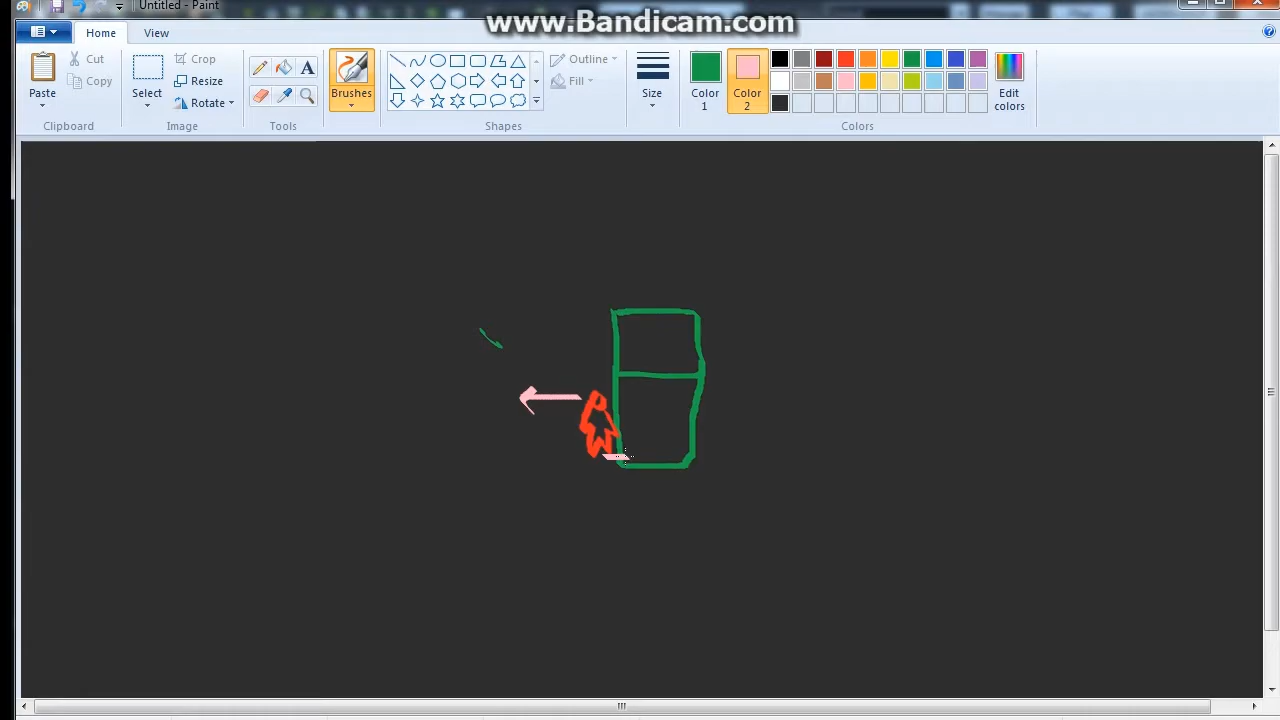 Untitled - Paint
www.Bandicam.com
Home View
Paste
Cut
Copy
Clipboard
Select
Crop
Resize
Rotate
Image
A
Tools
Brushes
Outline
Fill
Shapes
Size
Color 1
Color 2
Edit colors
Colors